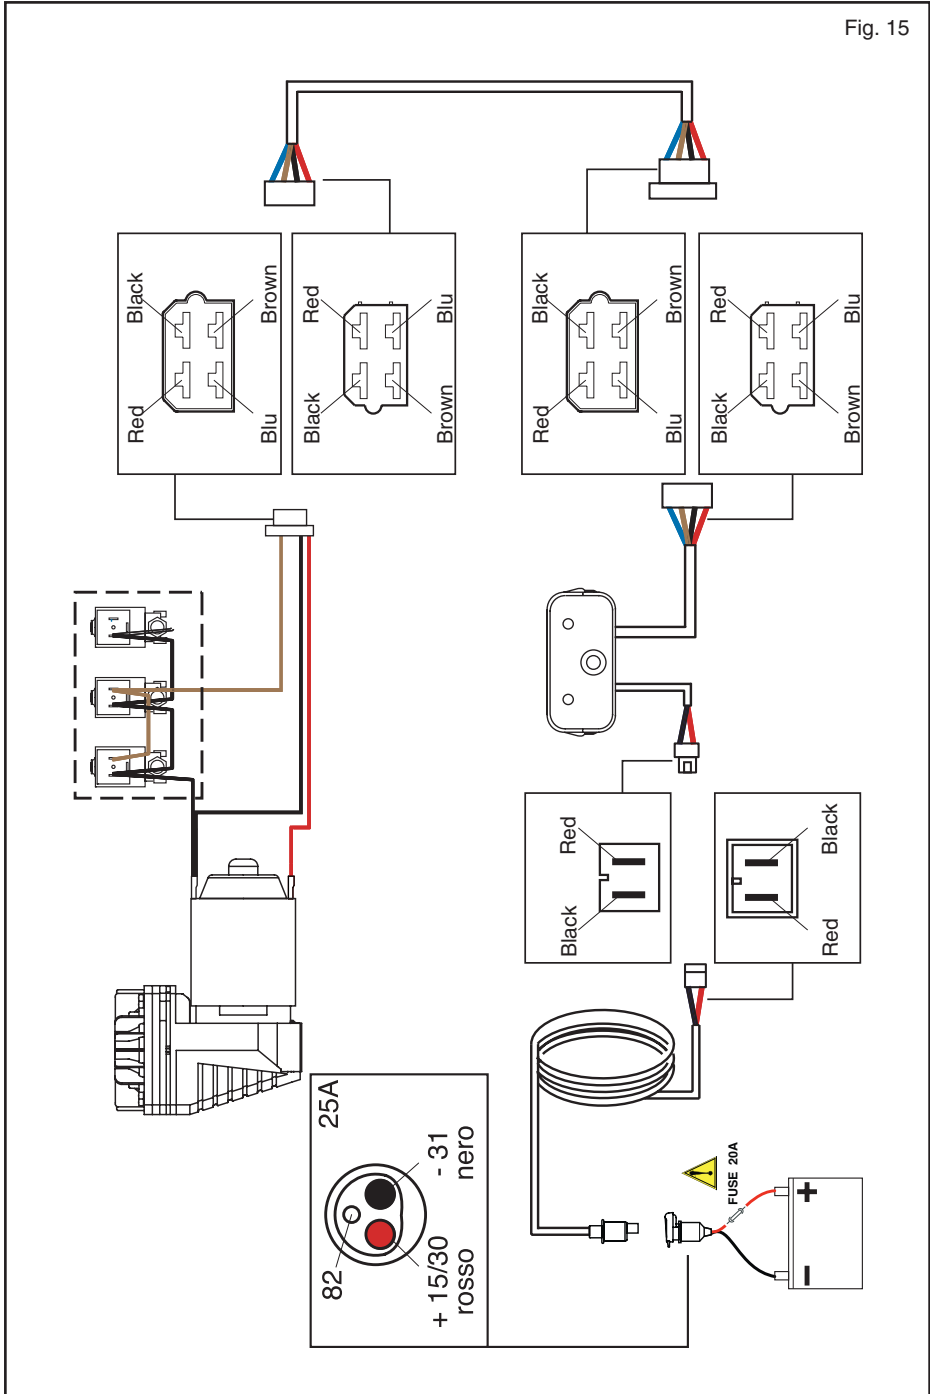 Fig. 15
Black
Brown
Red
Blu
Red
Blu
Black
Brown
Black
Brown
Red
Blu
Red
Blu
Black
Brown
Red
Black
Black
Red
25A
82
- 31
nero
+ 15/30
rosso
FUSE 20A
+
−